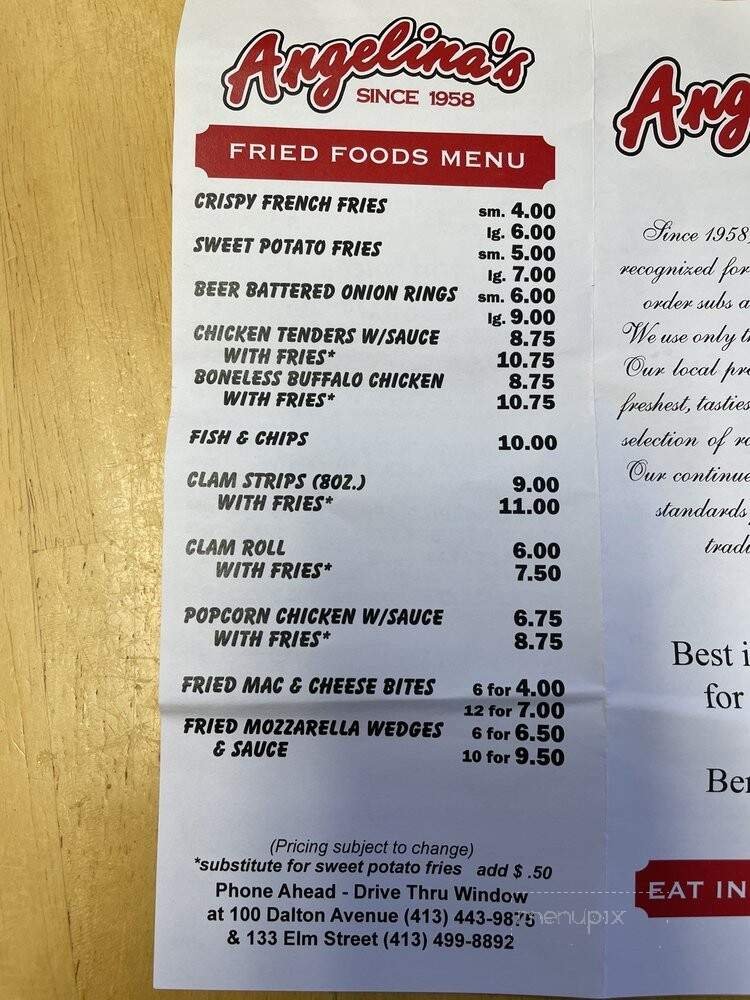 Angelina's
SINCE 1958
FRIED FOODS MENU
CRISPY FRENCH FRIES sm. 4.00
lg. 6.00
SWEET POTATO FRIES sm. 5.00
lg. 7.00
BEER BATTERED ONION RINGS sm. 6.00
lg. 9.00
CHICKEN TENDERS W/SAUCE 8.75
WITH FRIES* 10.75
BONELESS BUFFALO CHICKEN 8.75
WITH FRIES* 10.75
FISH & CHIPS 10.00
CLAM STRIPS (8OZ.) 9.00
WITH FRIES* 11.00
CLAM ROLL 6.00
WITH FRIES* 7.50
POPCORN CHICKEN W/SAUCE 6.75
WITH FRIES* 8.75
FRIED MAC & CHEESE BITES 6 for 4.00
12 for 7.00
FRIED MOZZARELLA WEDGES 6 for 6.50
& SAUCE 10 for 9.50
(Pricing subject to change)
*substitute for sweet potato fries add $ .50
Phone Ahead - Drive Thru Window
at 100 Dalton Avenue (413) 443-9875
& 133 Elm Street (413) 499-8892
menupix
Ang
Since 1958,
recognized for
order subs a
We use only th
Our local pr
freshest, tasties
selection of ro
Our continue
standards,
tradi
Best i
for
Ber
EAT IN